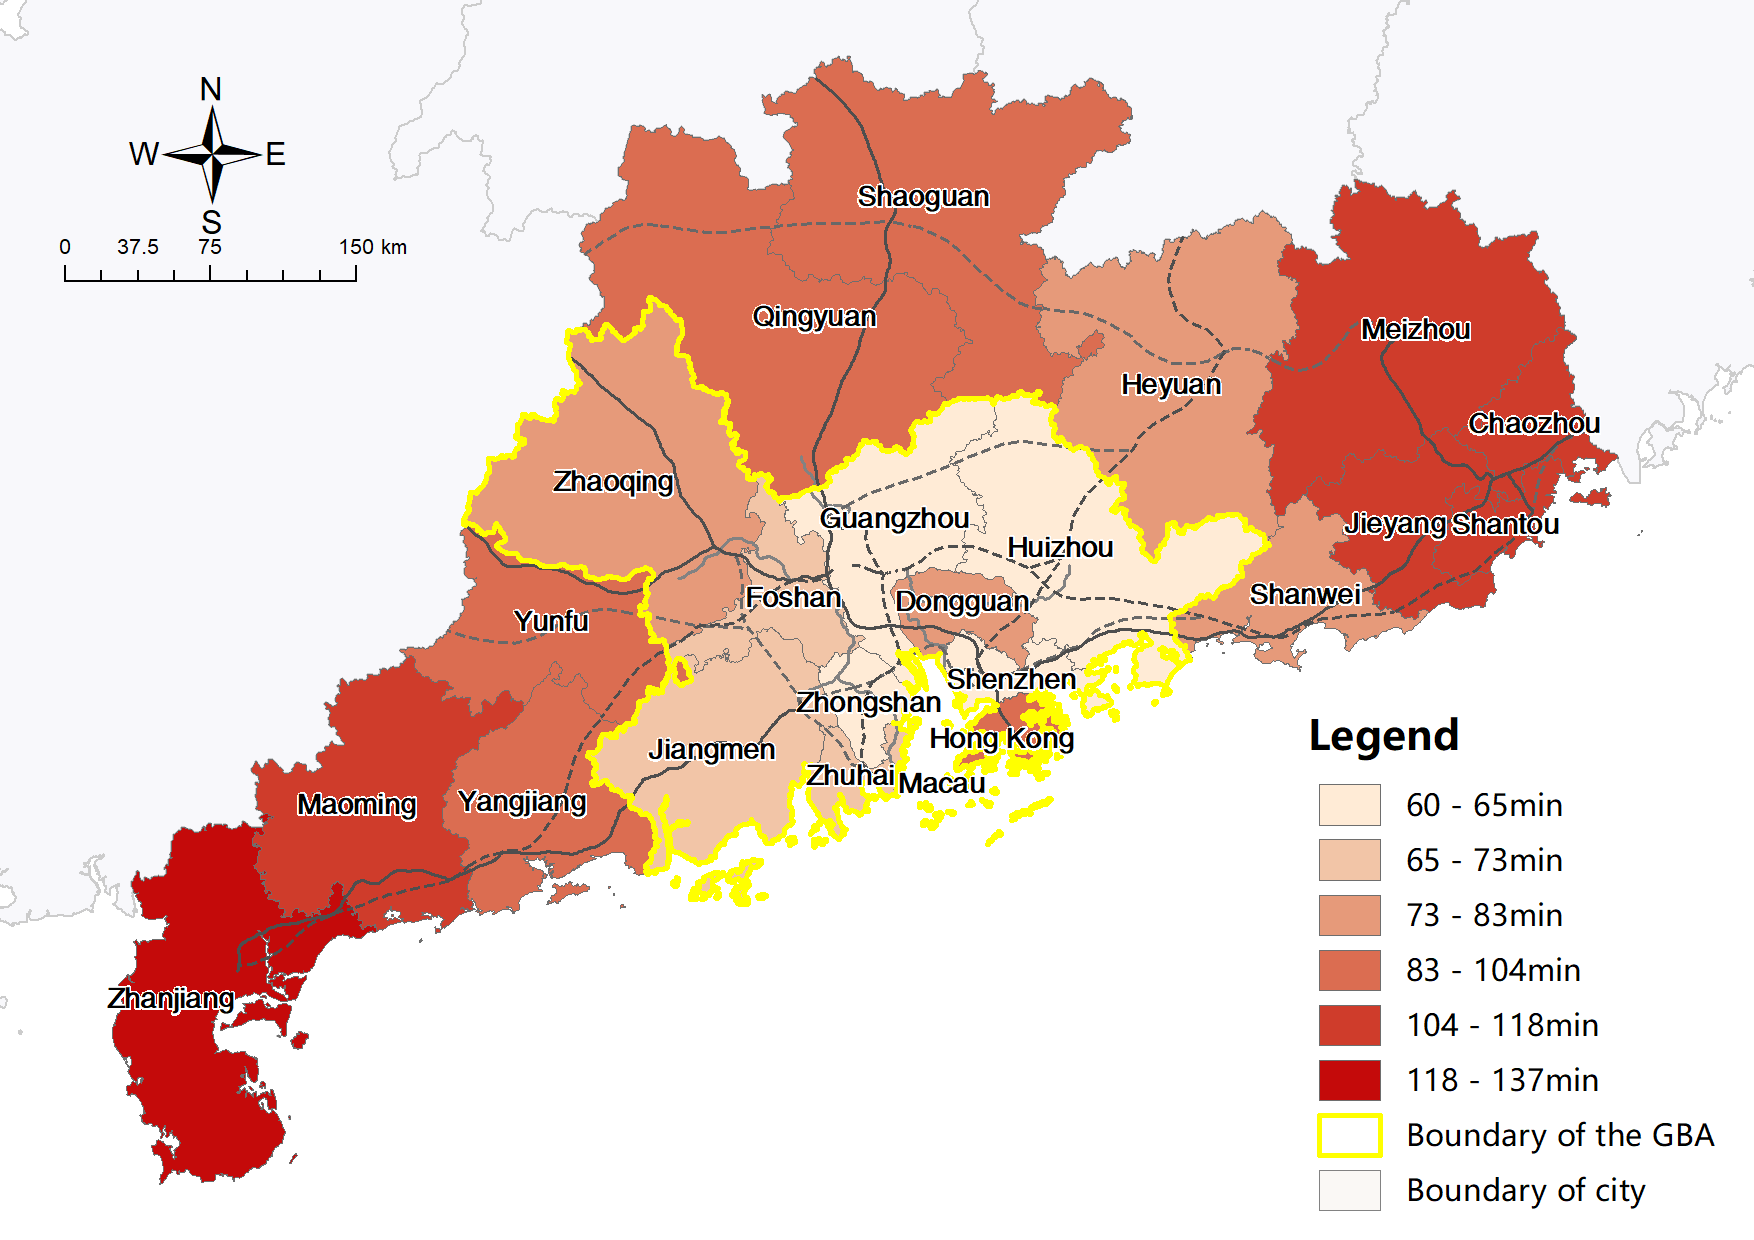 N
W E
S
0 37.5 75 150 km
Shaoguan
Qingyuan
Meizhou
Heyuan
Chaozhou
Zhaoqing
Guangzhou
Jieyang Shantou
Huizhou
Foshan
Dongguan
Shanwei
Yunfu
Shenzhen
Zhongshan
Hong Kong
Jiangmen
Zhuhai
Macau
Maoming
Yangjiang
Zhanjiang
Legend
60 - 65min
65 - 73min
73 - 83min
83 - 104min
104 - 118min
118 - 137min
Boundary of the GBA
Boundary of city